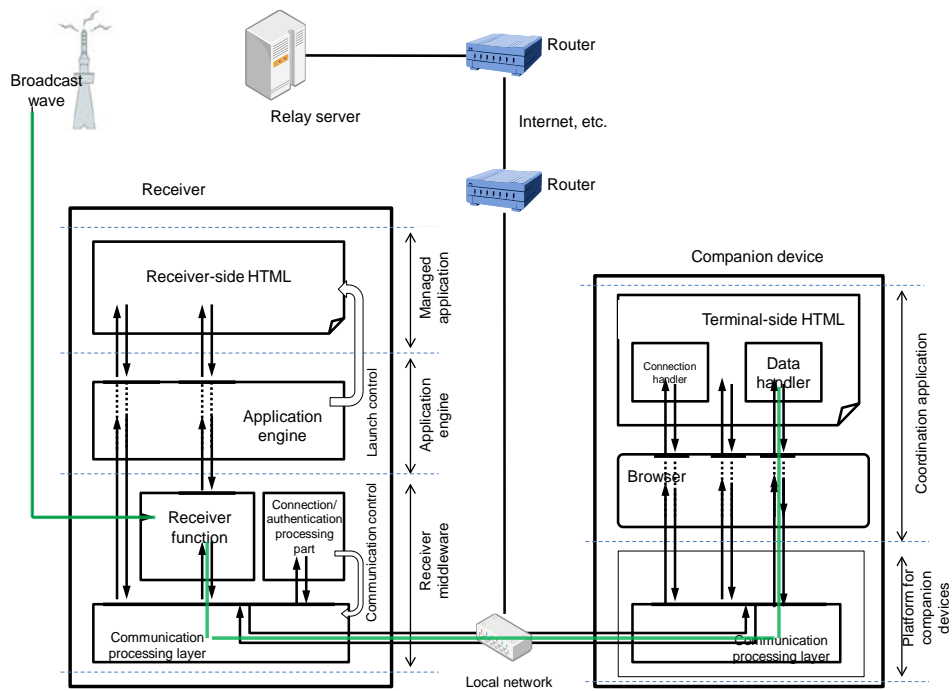 Broadcast
wave
Relay server
Router
Internet, etc.
Router
Receiver
Receiver-side HTML
Managed
application
Launch control
Application
engine
Application
engine
Receiver
function
Connection/
authentication
processing
part
Communication control
Receiver
middleware
Communication
processing layer
Local network
Companion device
Terminal-side HTML
Connection
handler
Data
handler
Browser
Coordination application
Communication
processing layer
Platform for
companion
devices